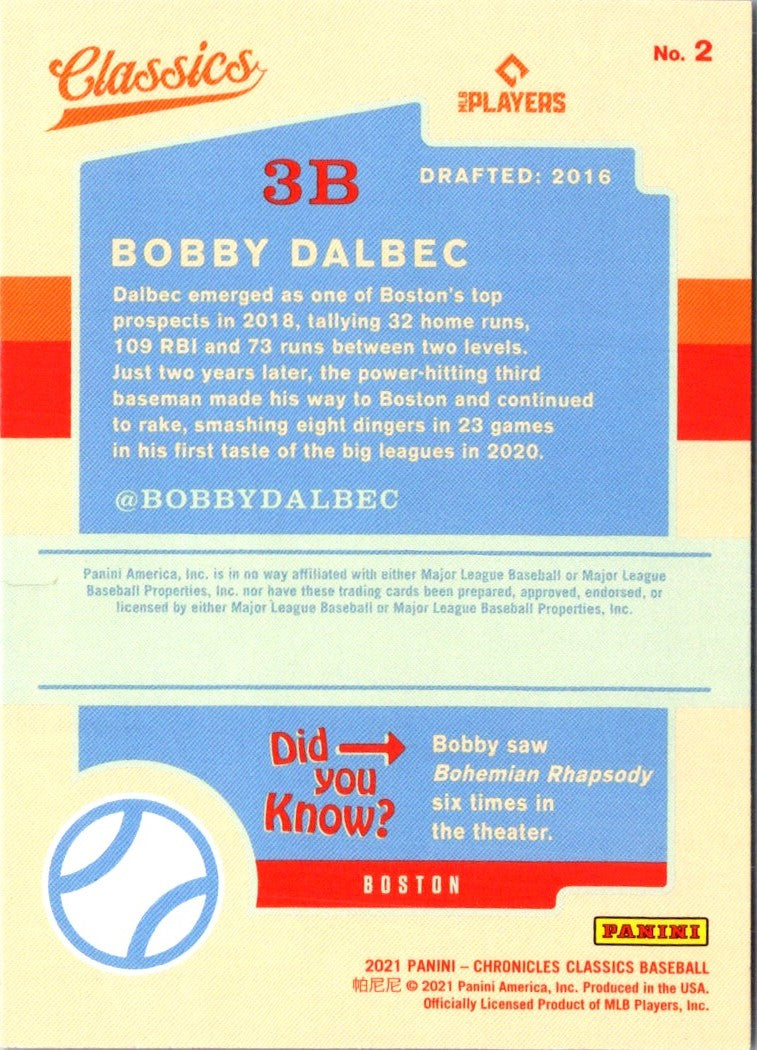 Classics
No. 2
MLB PLAYERS
3B
DRAFTED: 2016
BOBBY DALBEC
Dalbec emerged as one of Boston's top
prospects in 2018, tallying 32 home runs,
109 RBI and 73 runs between two levels.
Just two years later, the power-hitting third
baseman made his way to Boston and continued
to rake, smashing eight dingers in 23 games
in his first taste of the big leagues in 2020.
@BOBBYDALBEC
Panini America, Inc. is in no way affiliated with either Major League Baseball or Major League
Baseball Properties, Inc. nor have these trading cards been prepared, approved, endorsed, or
licensed by either Major League Baseball or Major League Baseball Properties, Inc.
Did
you
Know?
Bobby saw
Bohemian Rhapsody
six times in
the theater.
BOSTON
PANINI
2021 PANINI – CHRONICLES CLASSICS BASEBALL
帕尼尼 © 2021 Panini America, Inc. Produced in the USA.
Officially Licensed Product of MLB Players, Inc.